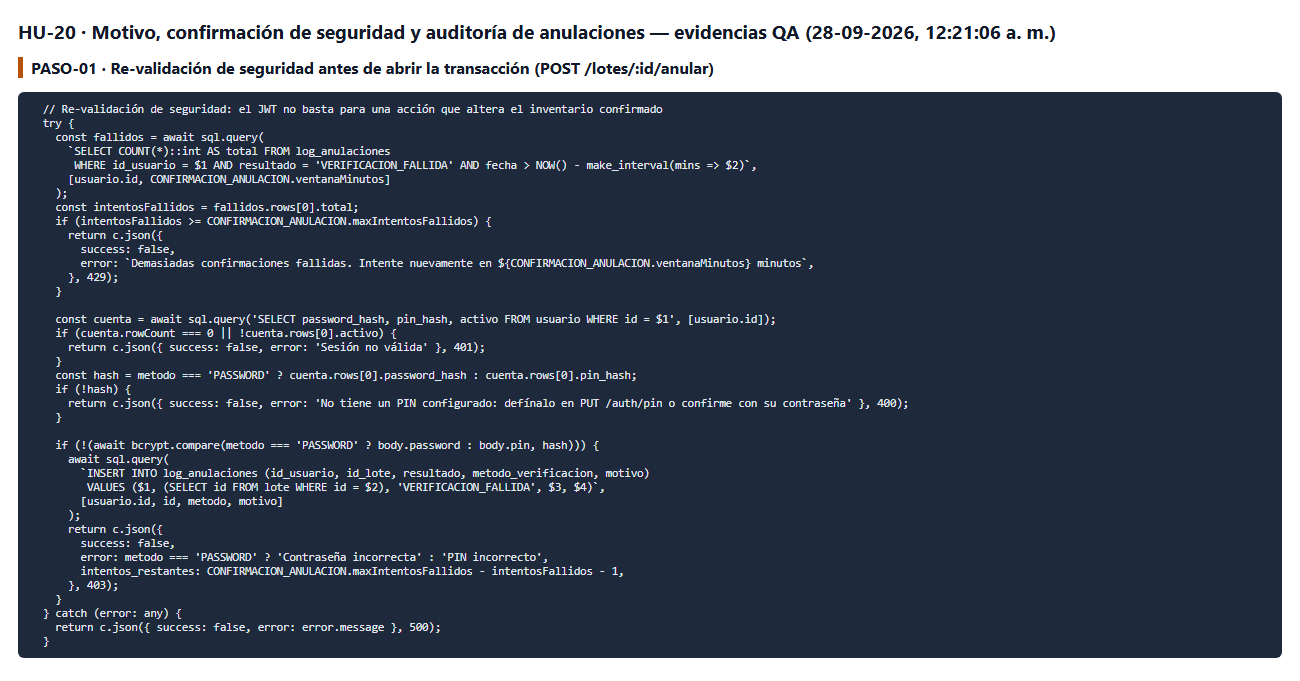 HU-20 · Motivo, confirmación de seguridad y auditoría de anulaciones — evidencias QA (28-09-2026, 12:21:06 a. m.)
PASO-01 · Re-validación de seguridad antes de abrir la transacción (POST /lotes/:id/anular)
// Re-validación de seguridad: el JWT no basta para una acción que altera el inventario confirmado
try {
  const fallidos = await sql.query(
    `SELECT COUNT(*)::int AS total FROM log_anulaciones
     WHERE id_usuario = $1 AND resultado = 'VERIFICACION_FALLIDA' AND fecha > NOW() - make_interval(mins => $2)`,
    [usuario.id, CONFIRMACION_ANULACION.ventanaMinutos]
  );
  const intentosFallidos = fallidos.rows[0].total;
  if (intentosFallidos >= CONFIRMACION_ANULACION.maxIntentosFallidos) {
    return c.json({
      success: false,
      error: `Demasiadas confirmaciones fallidas. Intente nuevamente en ${CONFIRMACION_ANULACION.ventanaMinutos} minutos`,
    }, 429);
  }

  const cuenta = await sql.query('SELECT password_hash, pin_hash, activo FROM usuario WHERE id = $1', [usuario.id]);
  if (cuenta.rowCount === 0 || !cuenta.rows[0].activo) {
    return c.json({ success: false, error: 'Sesión no válida' }, 401);
  }
  const hash = metodo === 'PASSWORD' ? cuenta.rows[0].password_hash : cuenta.rows[0].pin_hash;
  if (!hash) {
    return c.json({ success: false, error: 'No tiene un PIN configurado: defínalo en PUT /auth/pin o confirme con su contraseña' }, 400);
  }

  if (!(await bcrypt.compare(metodo === 'PASSWORD' ? body.password : body.pin, hash))) {
    await sql.query(
      `INSERT INTO log_anulaciones (id_usuario, id_lote, resultado, metodo_verificacion, motivo)
       VALUES ($1, (SELECT id FROM lote WHERE id = $2), 'VERIFICACION_FALLIDA', $3, $4)`,
      [usuario.id, id, metodo, motivo]
    );
    return c.json({
      success: false,
      error: metodo === 'PASSWORD' ? 'Contraseña incorrecta' : 'PIN incorrecto',
      intentos_restantes: CONFIRMACION_ANULACION.maxIntentosFallidos - intentosFallidos - 1,
    }, 403);
  }
} catch (error: any) {
  return c.json({ success: false, error: error.message }, 500);
}